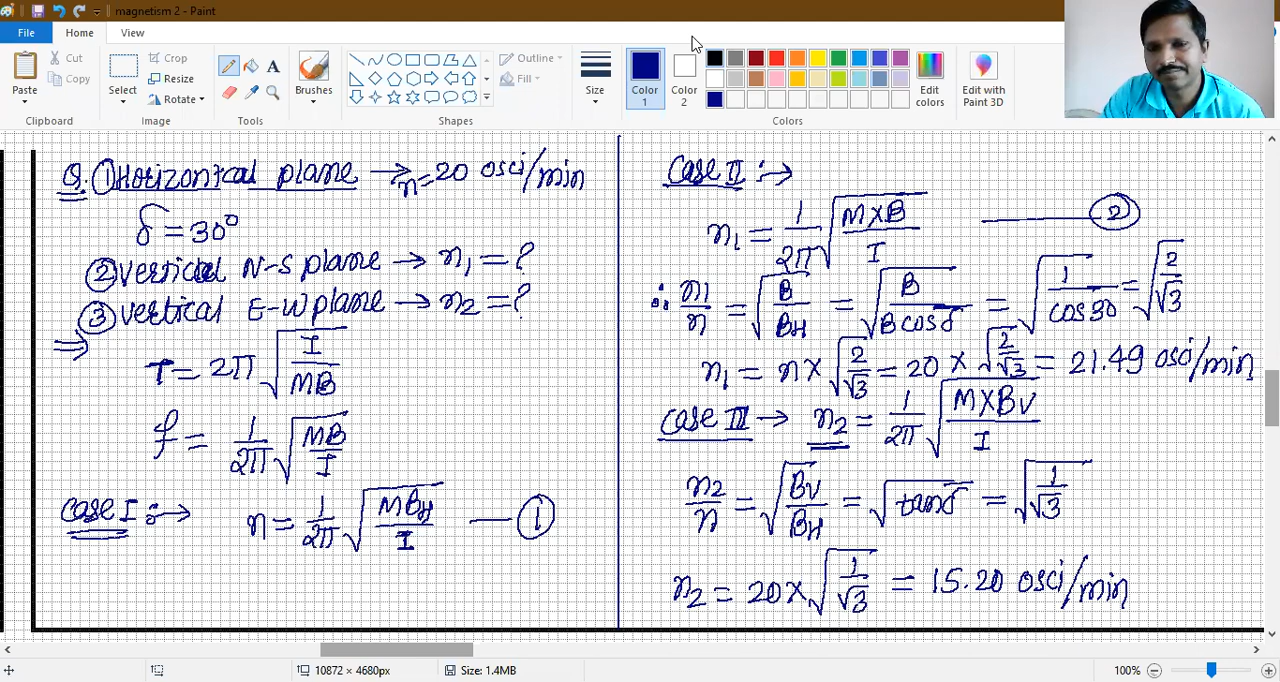 magnetism 2 - Paint
File Home View
Paste
Cut
Copy
Clipboard
Select
Crop
Resize
Rotate
Image
Tools
Brushes
Shapes
Outline
Fill
Size
Color 1
Color 2
Colors
Edit colors
Edit with Paint 3D
Q. ① Horizontal plane → n = 20 osci/min
δ = 30°
② Vertical N-S plane → n₁ = ?
③ Vertical E-W plane → n₂ = ?
⇒
T = 2π √(I/MB)
f = 1/2π √(MB/I)
Case I :→ n = 1/2π √(MB_H/I) — ①
Case II :→
n₁ = 1/2π √(M×B/I) — ②
∴ n₁/n = √(B/B_H) = √(B/B cos δ) = √(1/cos 30) = √(2/√3)
n₁ = n × √(2/√3) = 20 × √(2/√3) = 21.49 osci/min
Case III → n₂ = 1/2π √(M×Bv/I)
n₂/n = √(Bv/B_H) = √tan δ = √(1/√3)
n₂ = 20 × √(1/√3) = 15.20 osci/min
10872 × 4680px
Size: 1.4MB
100%